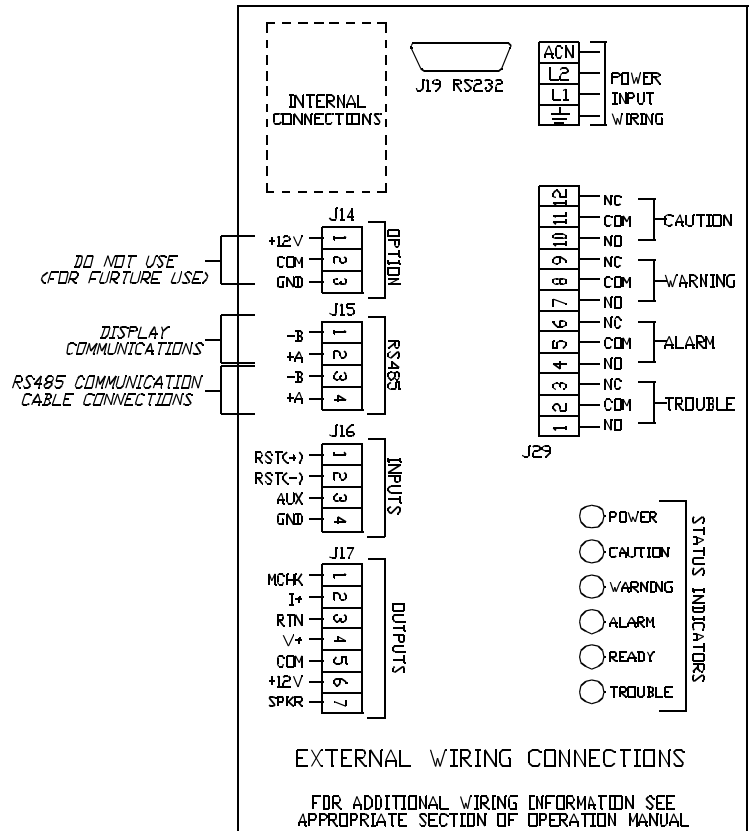 INTERNAL
CONNECTIONS
J19 RS232
ACN
L2
L1
POWER
INPUT
WIRING
J14
+12V 1
COM 2
GND 3
OPTION
DO NOT USE
(FOR FURTURE USE)
J15
-B 1
+A 2
-B 3
+A 4
RS485
DISPLAY
COMMUNICATIONS
RS485 COMMUNICATION
CABLE CONNECTIONS
J16
RST(+) 1
RST(-) 2
AUX 3
GND 4
INPUTS
J17
MCHK 1
I+ 2
RTN 3
V+ 4
COM 5
+12V 6
SPKR 7
OUTPUTS
12 NC
11 COM
10 NO
CAUTION
9 NC
8 COM
7 NO
WARNING
6 NC
5 COM
4 NO
ALARM
3 NC
2 COM
1 NO
TROUBLE
J29
POWER
CAUTION
WARNING
ALARM
READY
TROUBLE
STATUS INDICATORS
EXTERNAL WIRING CONNECTIONS
FOR ADDITIONAL WIRING INFORMATION SEE
APPROPRIATE SECTION OF OPERATION MANUAL